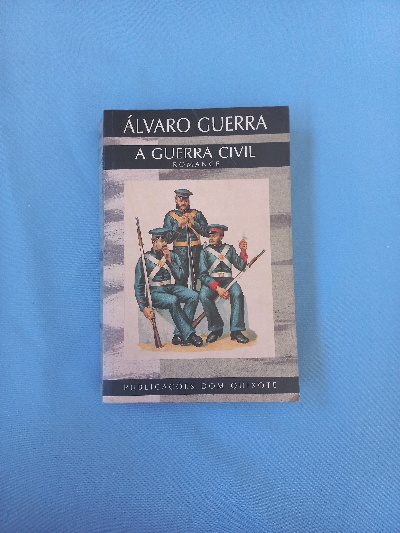 ÁLVARO GUERRA
A GUERRA CIVIL
ROMANCE
PUBLICAÇÕES DOM QUIXOTE